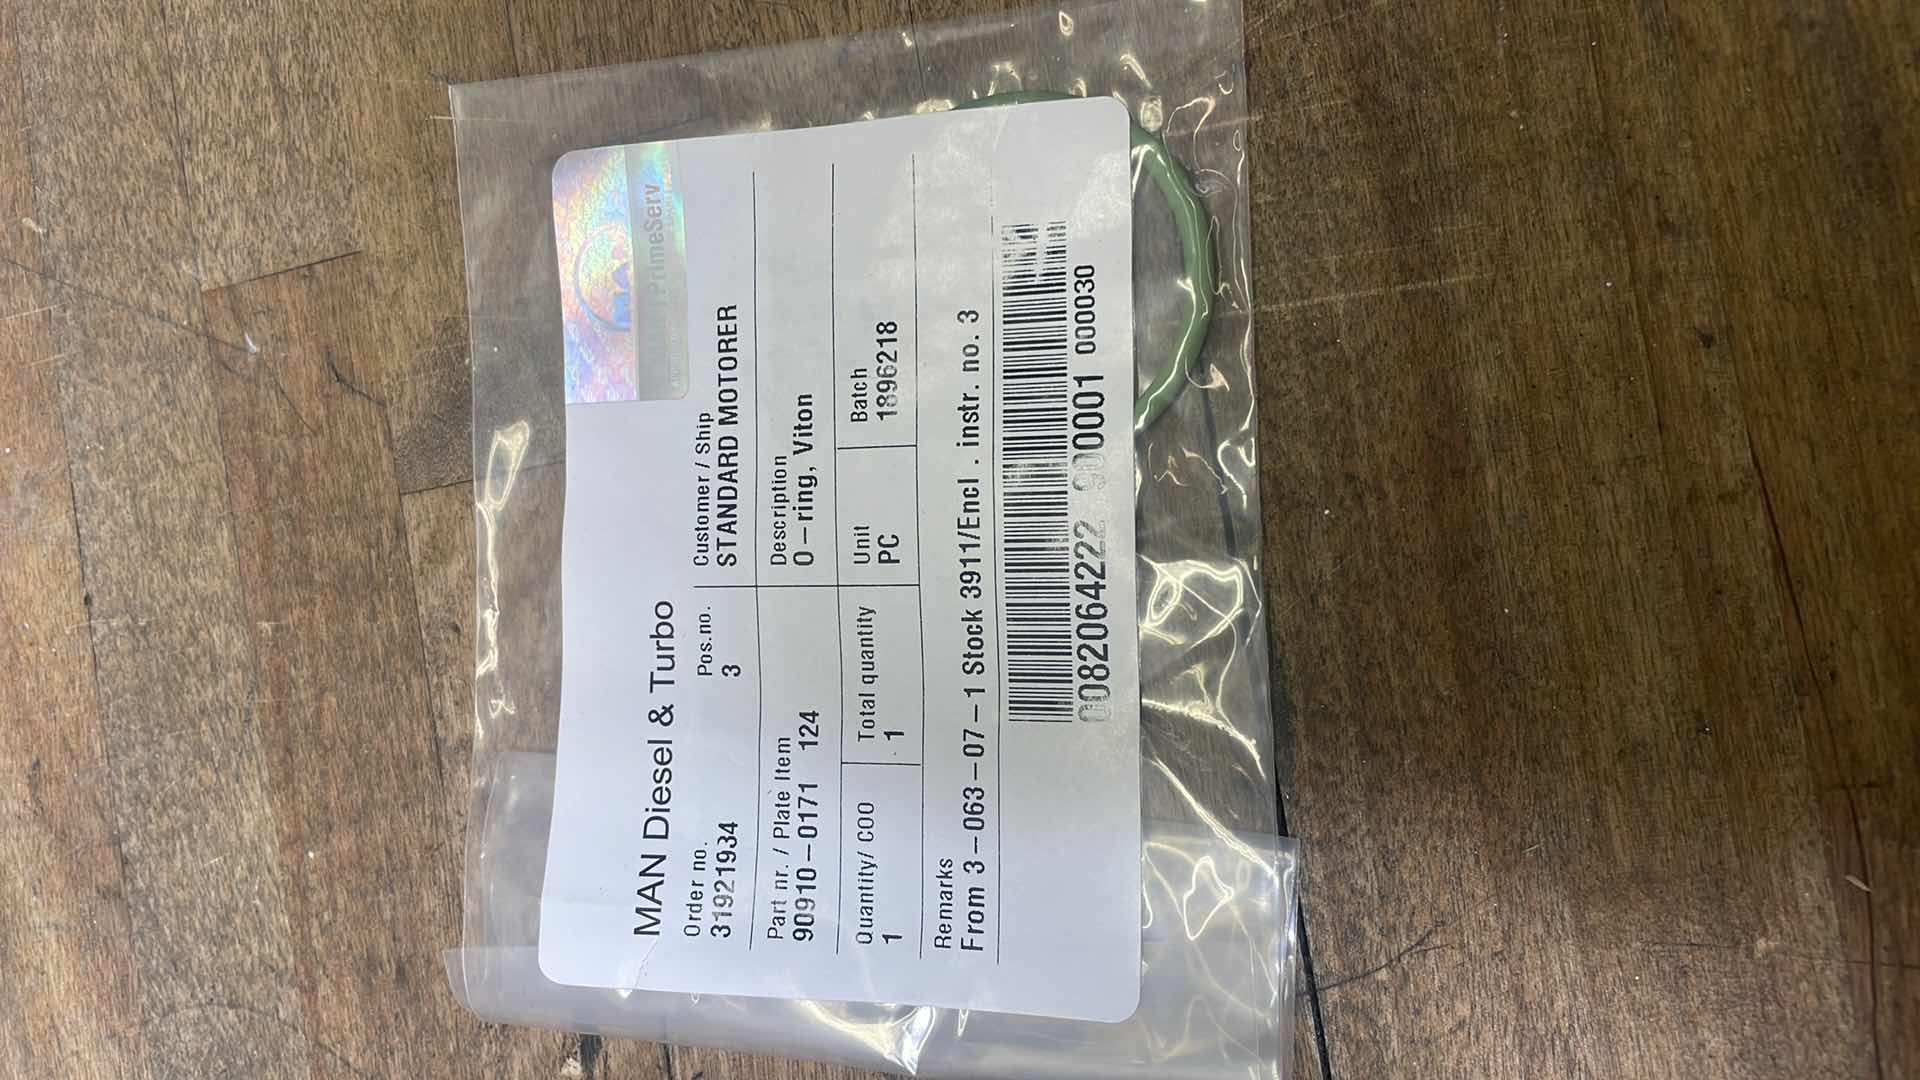 PrimeServ
MAN Diesel & Turbo
Order no. Pos.no. Customer / Ship
31921934 3 STANDARD MOTORER
Part nr. / Plate Item Description
90910-0171 124 O-ring, Viton
Quantity/ COO Total quantity Unit Batch
1 1 PC 1896218
Remarks
From 3-063-07-1 Stock 3911/Encl . instr. no. 3
0082064222 900001 000030